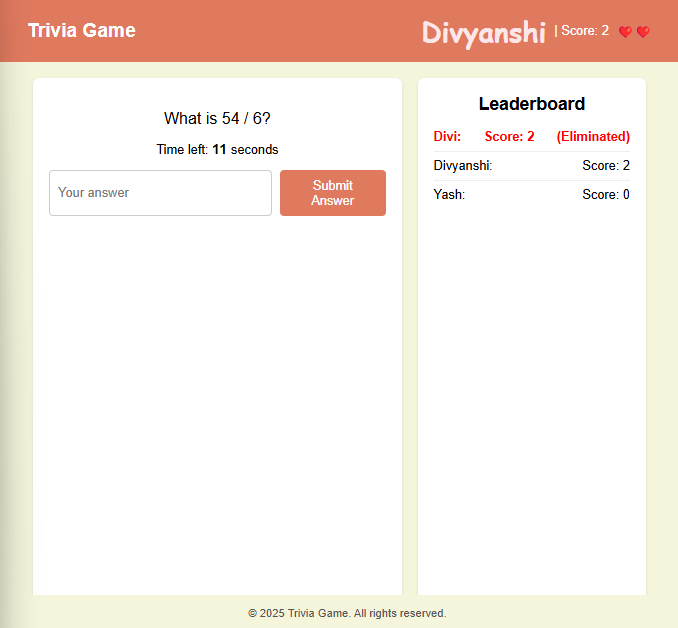 Trivia Game
Divyanshi | Score: 2 ❤️❤️
What is 54 / 6?
Time left: 11 seconds
Your answer
Submit
Answer
Leaderboard
Divi: Score: 2 (Eliminated)
Divyanshi: Score: 2
Yash: Score: 0
© 2025 Trivia Game. All rights reserved.